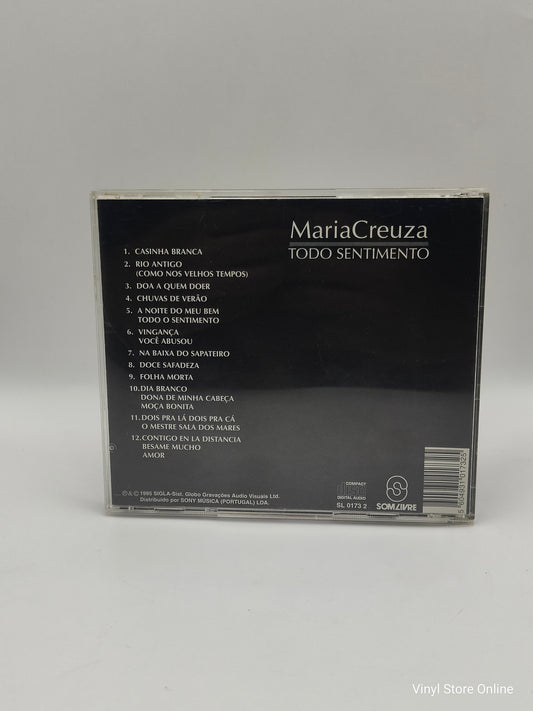 MariaCreuza
TODO SENTIMENTO
1. CASINHA BRANCA
2. RIO ANTIGO
(COMO NOS VELHOS TEMPOS)
3. DOA A QUEM DOER
4. CHUVAS DE VERÃO
5. A NOITE DO MEU BEM
TODO O SENTIMENTO
6. VINGANÇA
VOCÊ ABUSOU
7. NA BAIXA DO SAPATEIRO
8. DOCE SAFADEZA
9. FOLHA MORTA
10. DIA BRANCO
DONA DE MINHA CABEÇA
MOÇA BONITA
11. DOIS PRA LÁ DOIS PRA CÁ
O MESTRE SALA DOS MARES
12. CONTIGO EN LA DISTANCIA
BESAME MUCHO
AMOR
℗ & © 1995 SIGLA-Sist. Globo Gravações Audio Visuais Ltd.
Distribuido por SONY MÚSICA (PORTUGAL) LDA.
COMPACT
disc
DIGITAL AUDIO
SL 0173 2
SOM LIVRE
Vinyl Store Online